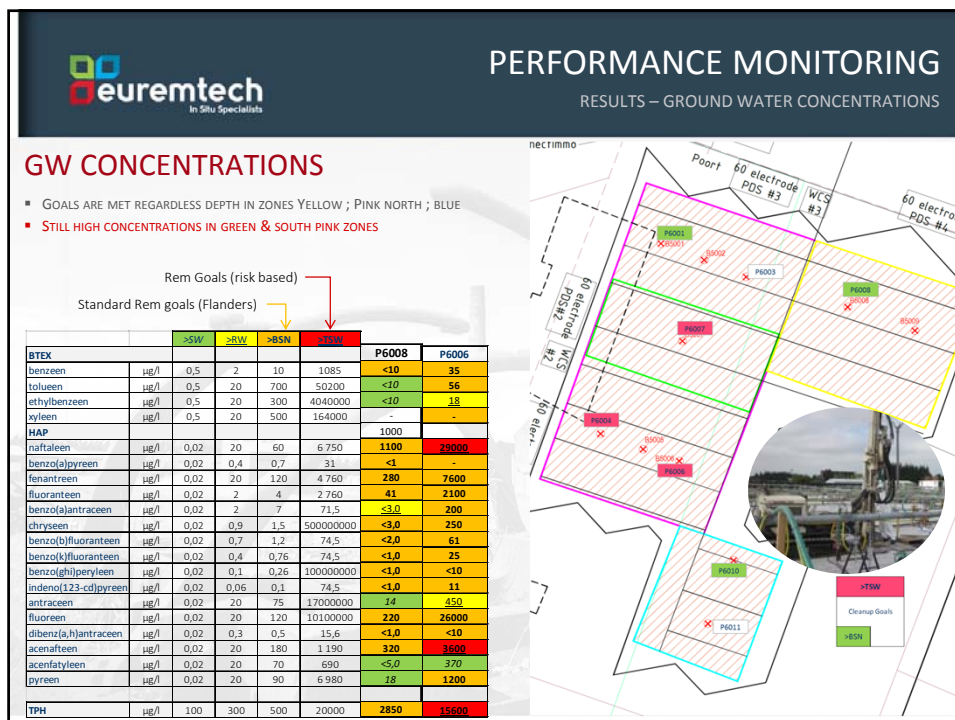 euremtech
In Situ Specialists
PERFORMANCE MONITORING
RESULTS – GROUND WATER CONCENTRATIONS
GW CONCENTRATIONS
▪ GOALS ARE MET REGARDLESS DEPTH IN ZONES YELLOW ; PINK NORTH ; BLUE
▪ STILL HIGH CONCENTRATIONS IN GREEN & SOUTH PINK ZONES
Rem Goals (risk based)
Standard Rem goals (Flanders)
>SW >RW >BSN >TSW
BTEX P6008 P6006
benzeen µg/l 0,5 2 10 1085 <10 35
tolueen µg/l 0,5 20 700 50200 <10 56
ethylbenzeen µg/l 0,5 20 300 4040000 <10 18
xyleen µg/l 0,5 20 500 164000 - -
HAP 1000
naftaleen µg/l 0,02 20 60 6 750 1100 29000
benzo(a)pyreen µg/l 0,02 0,4 0,7 31 <1 -
fenantreen µg/l 0,02 20 120 4 760 280 7600
fluoranteen µg/l 0,02 2 4 2 760 41 2100
benzo(a)antraceen µg/l 0,02 2 7 71,5 <3,0 200
chryseen µg/l 0,02 0,9 1,5 500000000 <3,0 250
benzo(b)fluoranteen µg/l 0,02 0,7 1,2 74,5 <2,0 61
benzo(k)fluoranteen µg/l 0,02 0,4 0,76 74,5 <1,0 25
benzo(ghi)peryleen µg/l 0,02 0,1 0,26 100000000 <1,0 <10
indeno(123-cd)pyreen µg/l 0,02 0,06 0,1 74,5 <1,0 11
antraceen µg/l 0,02 20 75 17000000 14 450
fluoreen µg/l 0,02 20 120 10100000 220 26000
dibenz(a,h)antraceen µg/l 0,02 0,3 0,5 15,6 <1,0 <10
acenafteen µg/l 0,02 20 180 1 190 320 3600
acenfatyleen µg/l 0,02 20 70 690 <5,0 370
pyreen µg/l 0,02 20 90 6 980 18 1200
TPH µg/l 100 300 500 20000 2850 15600
nectimmo
Poort
60 electrode
PDS #3
WCS
#3
60 electro
PDS #4
P6001
B5001
B5002
P6003
P6008
B5008
B5009
60 electrode
PDS#2
WCS
#2
P6007
P6004
B5005
B5006
P6006
P6010
P6011
>TSW
Cleanup Goals
>BSN